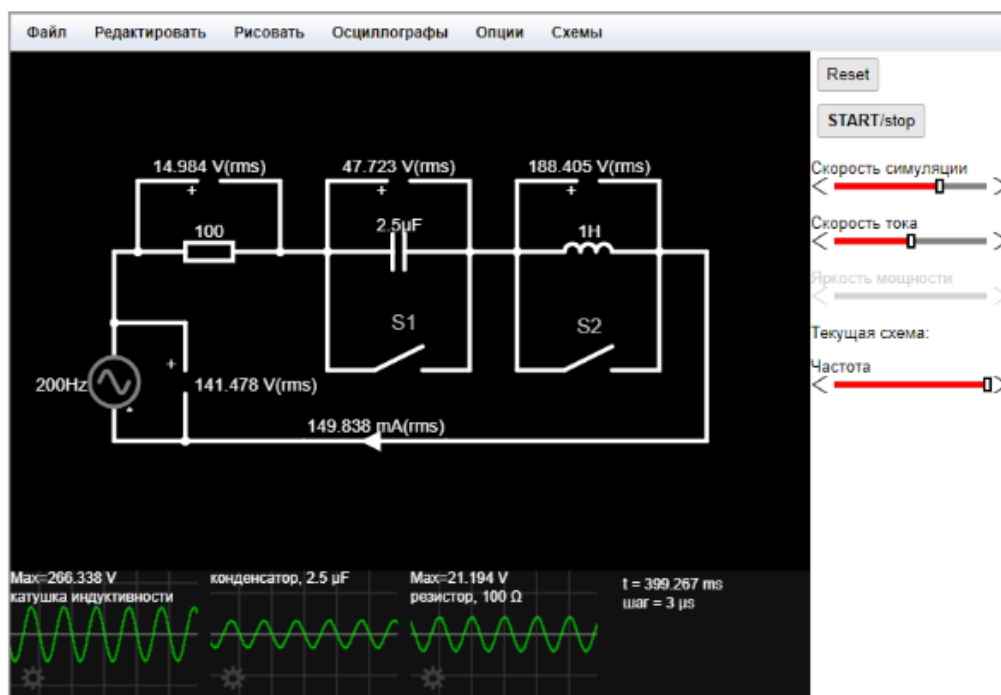 Файл Редактировать Рисовать Осциллографы Опции Схемы
Reset
START/stop
Скорость симуляции
Скорость тока
Яркость мощности
Текущая схема:
Частота
14.984 V(rms) 47.723 V(rms) 188.405 V(rms)
+ + +
100 2.5μF 1H
S1 S2
+
200Hz 141.478 V(rms)
149.838 mA(rms)
Max=266.338 V конденсатор, 2.5 μF Max=21.194 V t = 399.267 ms
катушка индуктивности резистор, 100 Ω шаг = 3 μs